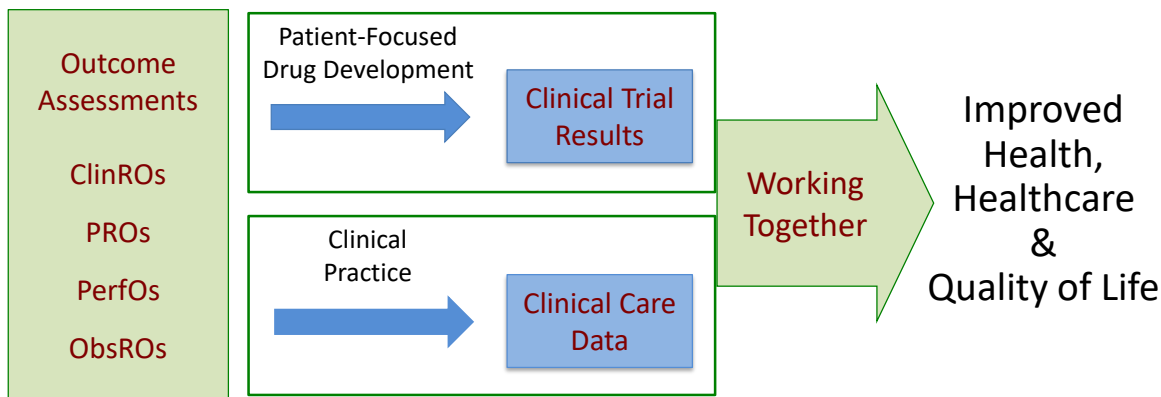 Outcome
Assessments
ClinROs
PROs
PerfOs
ObsROs
Patient-Focused
Drug Development
Clinical Trial
Results
Clinical
Practice
Clinical Care
Data
Working
Together
Improved
Health,
Healthcare
&
Quality of Life